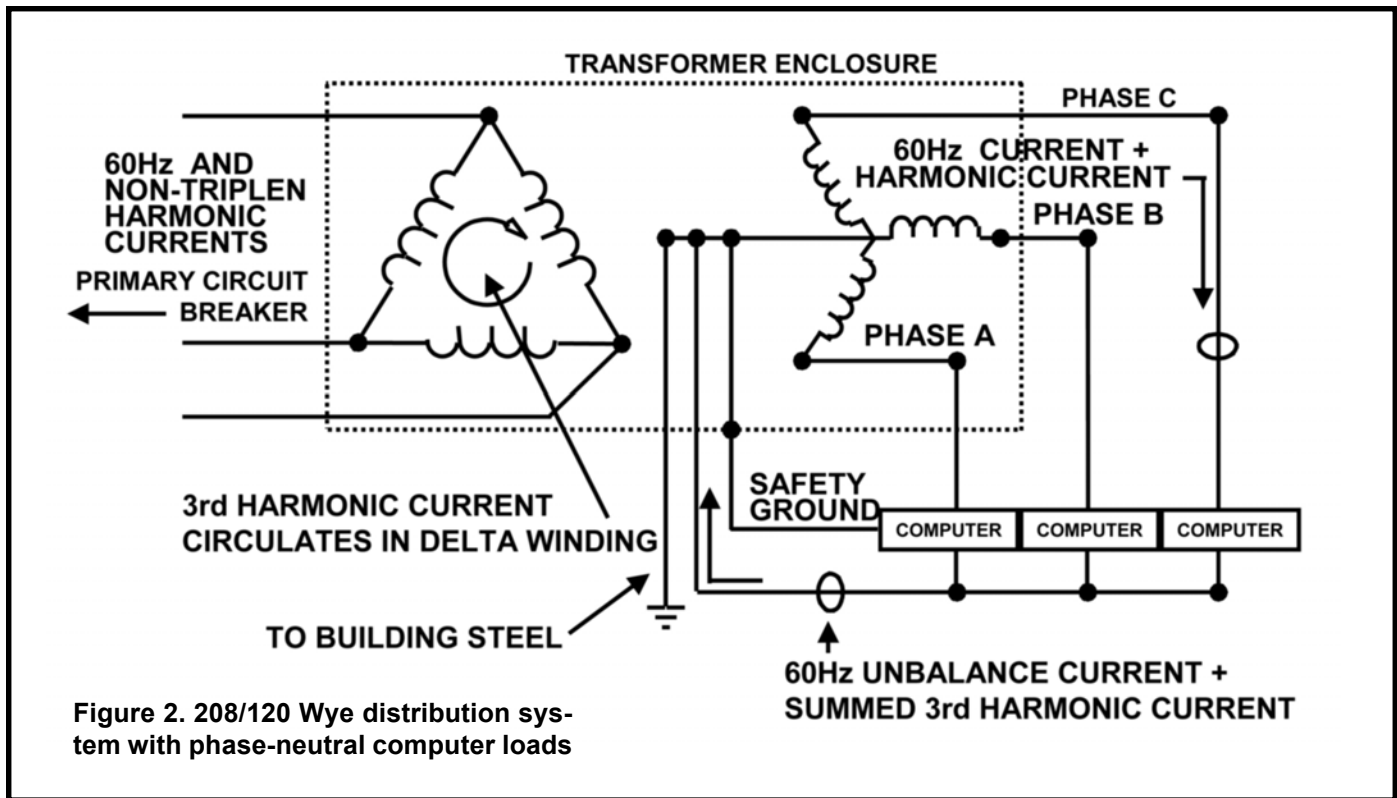 TRANSFORMER ENCLOSURE
PHASE C
60Hz AND
NON-TRIPLEN
HARMONIC
CURRENTS
60Hz CURRENT +
HARMONIC CURRENT
PHASE B
PRIMARY CIRCUIT
BREAKER
PHASE A
3rd HARMONIC CURRENT
CIRCULATES IN DELTA WINDING
SAFETY
GROUND
COMPUTER
COMPUTER
COMPUTER
TO BUILDING STEEL
60Hz UNBALANCE CURRENT +
SUMMED 3rd HARMONIC CURRENT
Figure 2. 208/120 Wye distribution sys-
tem with phase-neutral computer loads